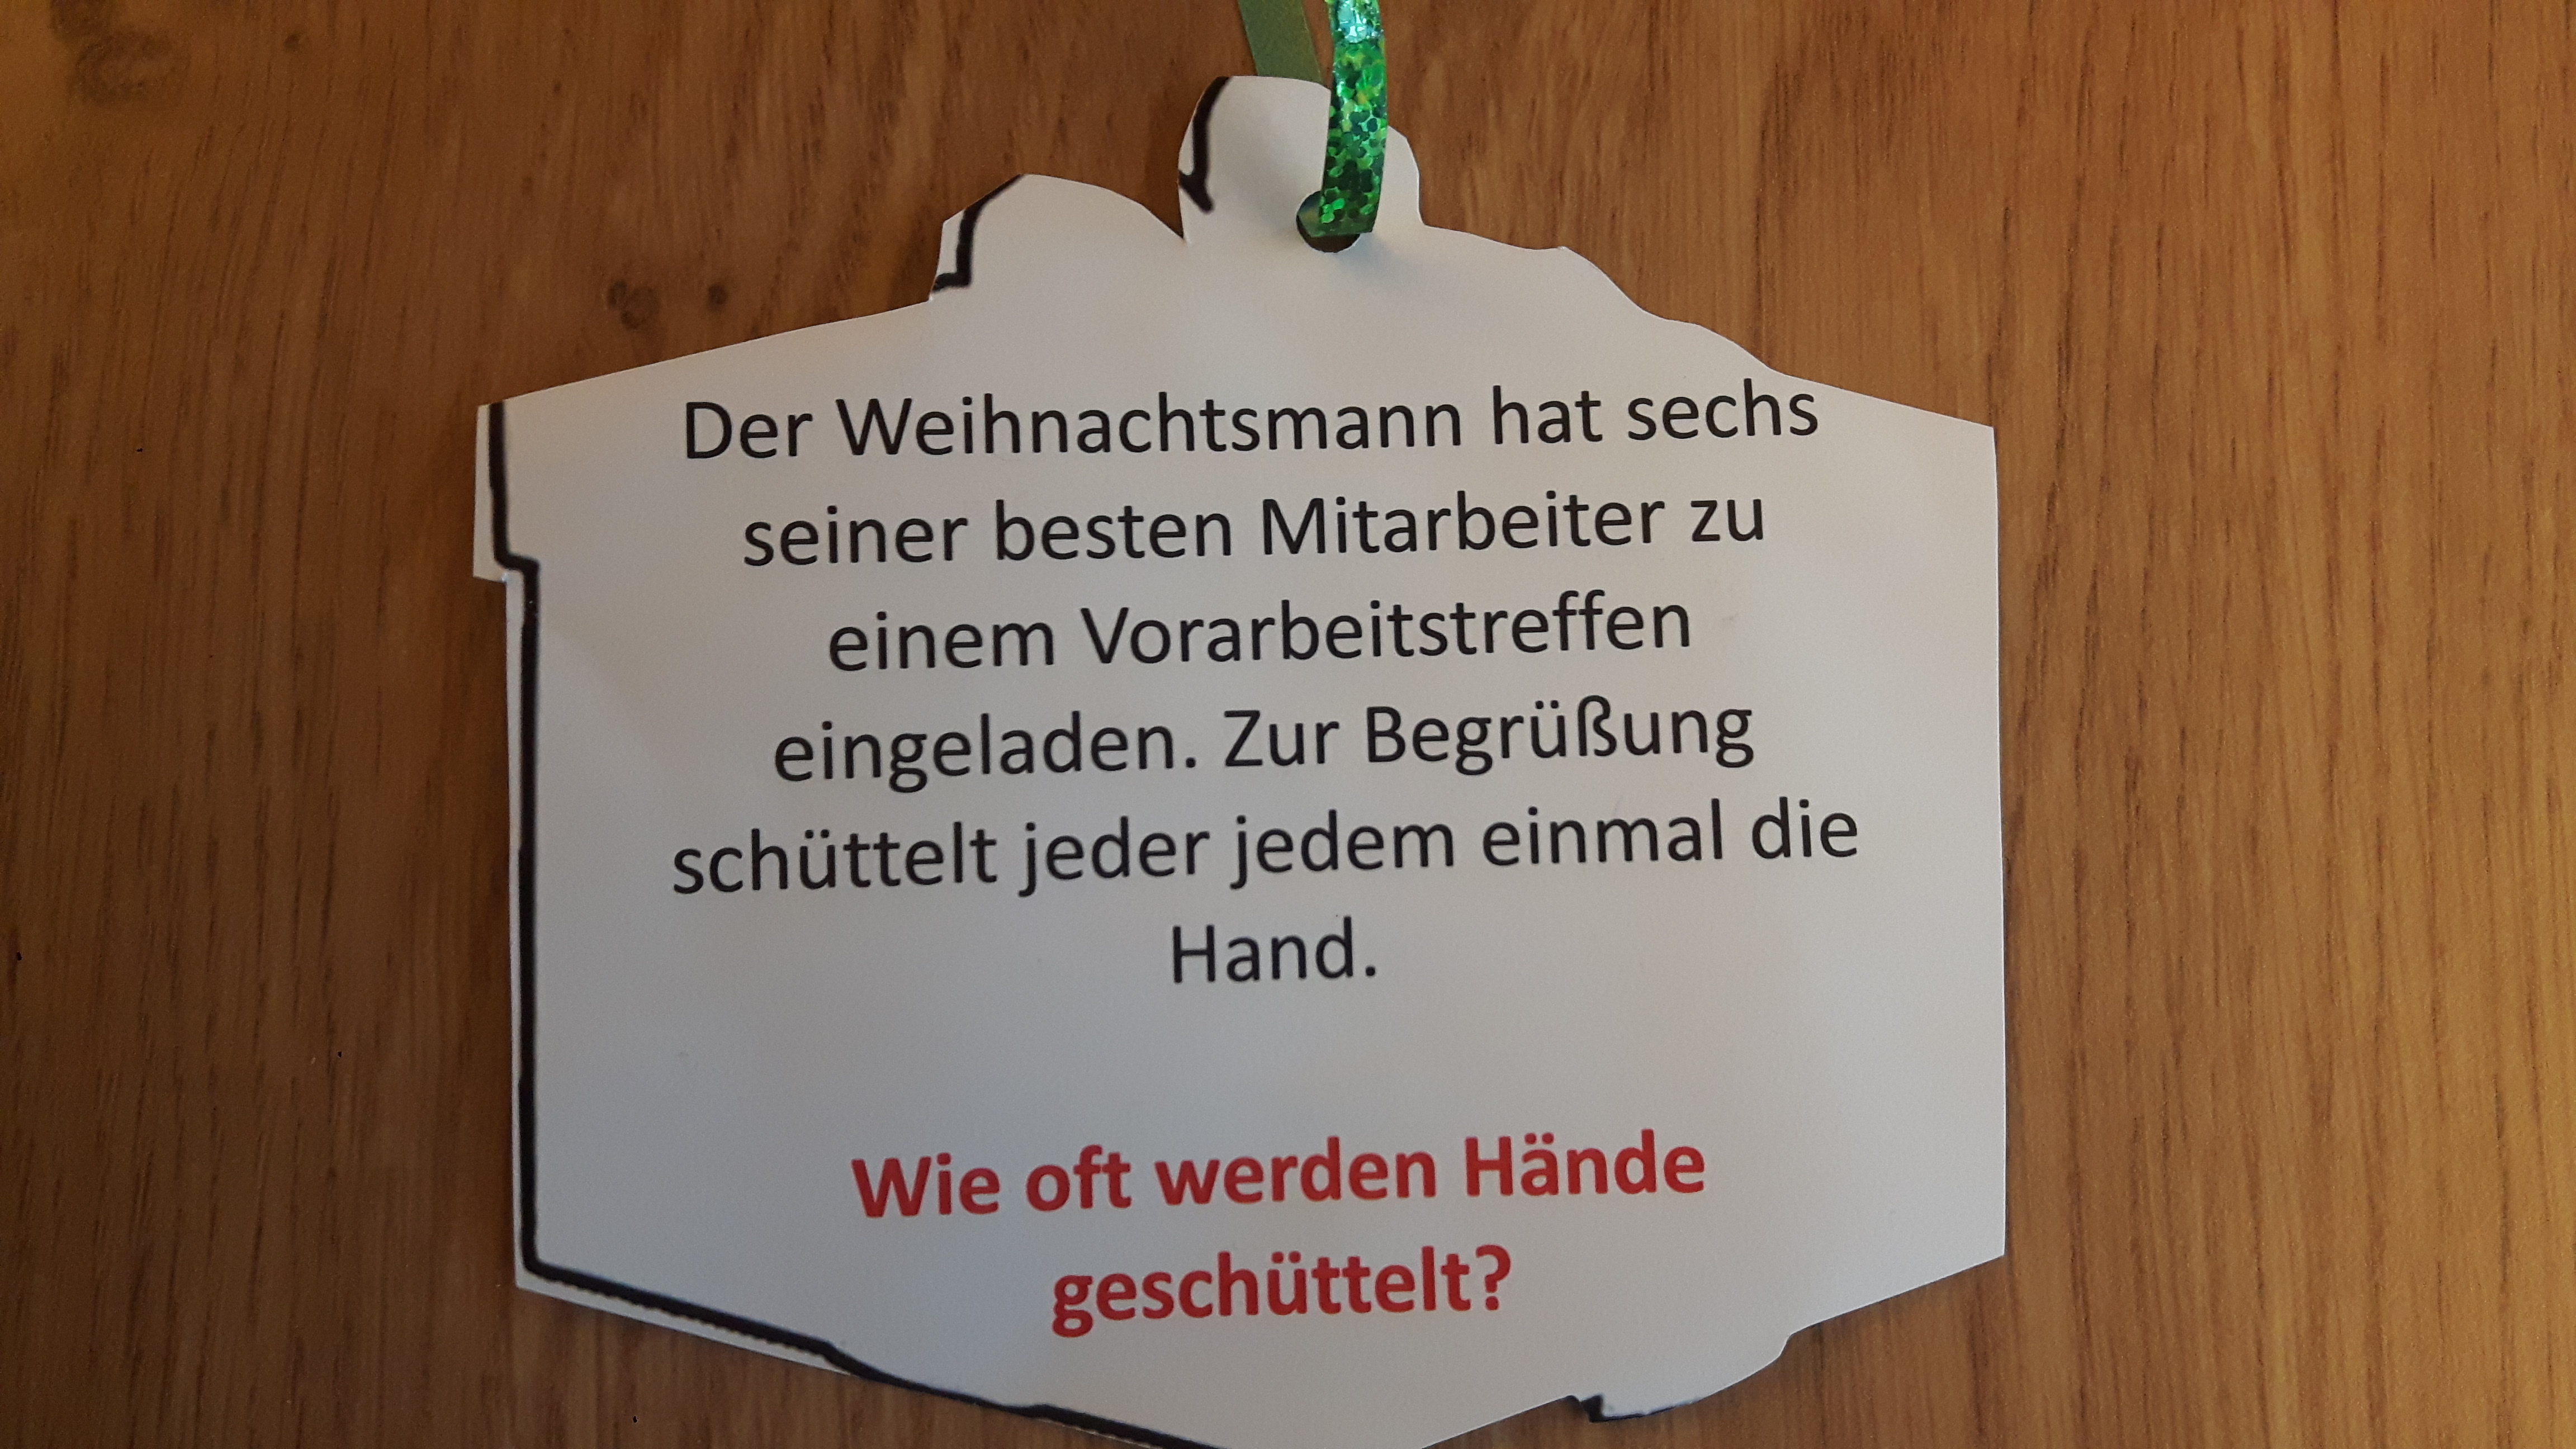 Der Weihnachtsmann hat sechs
seiner besten Mitarbeiter zu
einem Vorarbeitstreffen
eingeladen. Zur Begrüßung
schüttelt jeder jedem einmal die
Hand.
Wie oft werden Hände
geschüttelt?